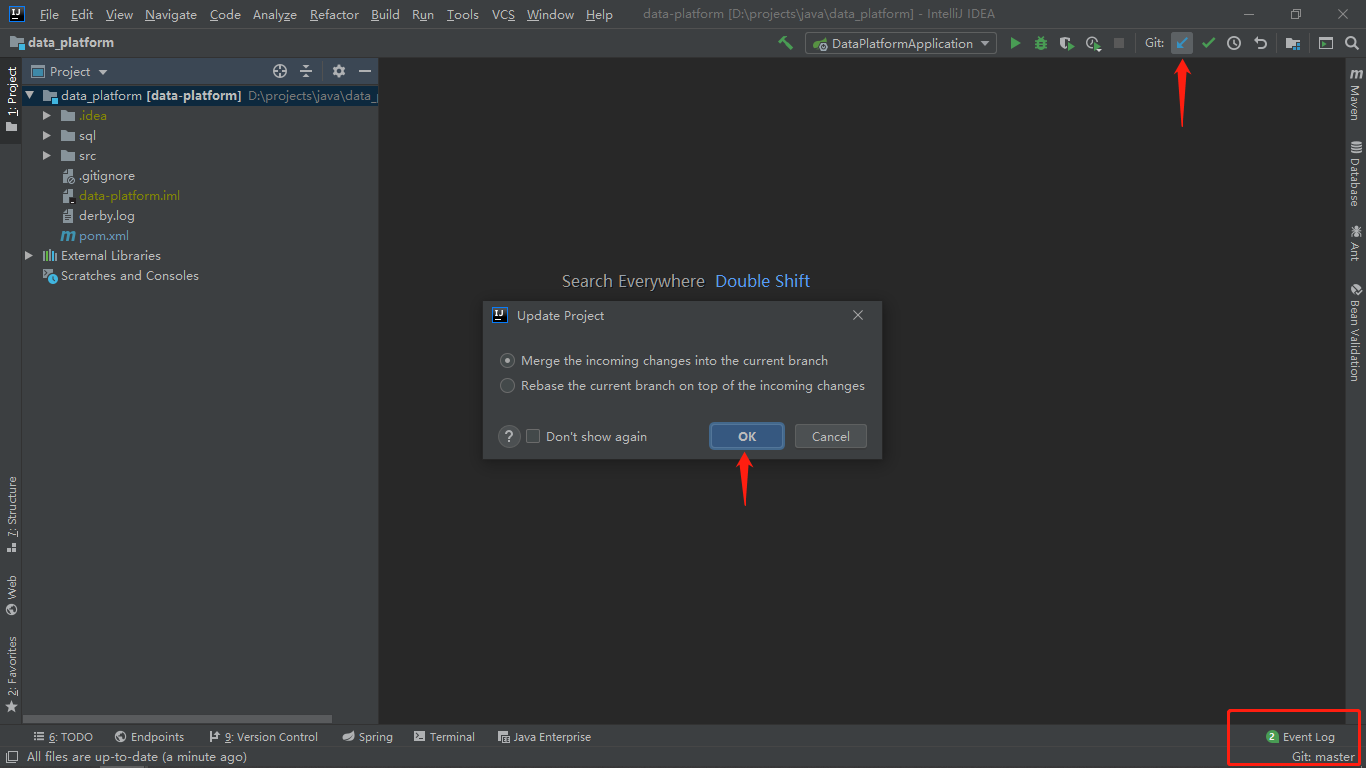 File Edit View Navigate Code Analyze Refactor Build Run Tools VCS Window Help data-platform [D:\projects\java\data_platform] - IntelliJ IDEA
data_platform DataPlatformApplication Git:
Project
data_platform [data-platform] D:\projects\java\data_
.idea
sql
src
.gitignore
data-platform.iml
derby.log
m pom.xml
External Libraries
Scratches and Consoles
1: Project
7: Structure
Web
2: Favorites
Search Everywhere Double Shift
IJ Update Project
Merge the incoming changes into the current branch
Rebase the current branch on top of the incoming changes
? Don't show again OK Cancel
m Maven
Database
Ant
Bean Validation
6: TODO Endpoints 9: Version Control Spring Terminal Java Enterprise 2 Event Log
All files are up-to-date (a minute ago) Git: master